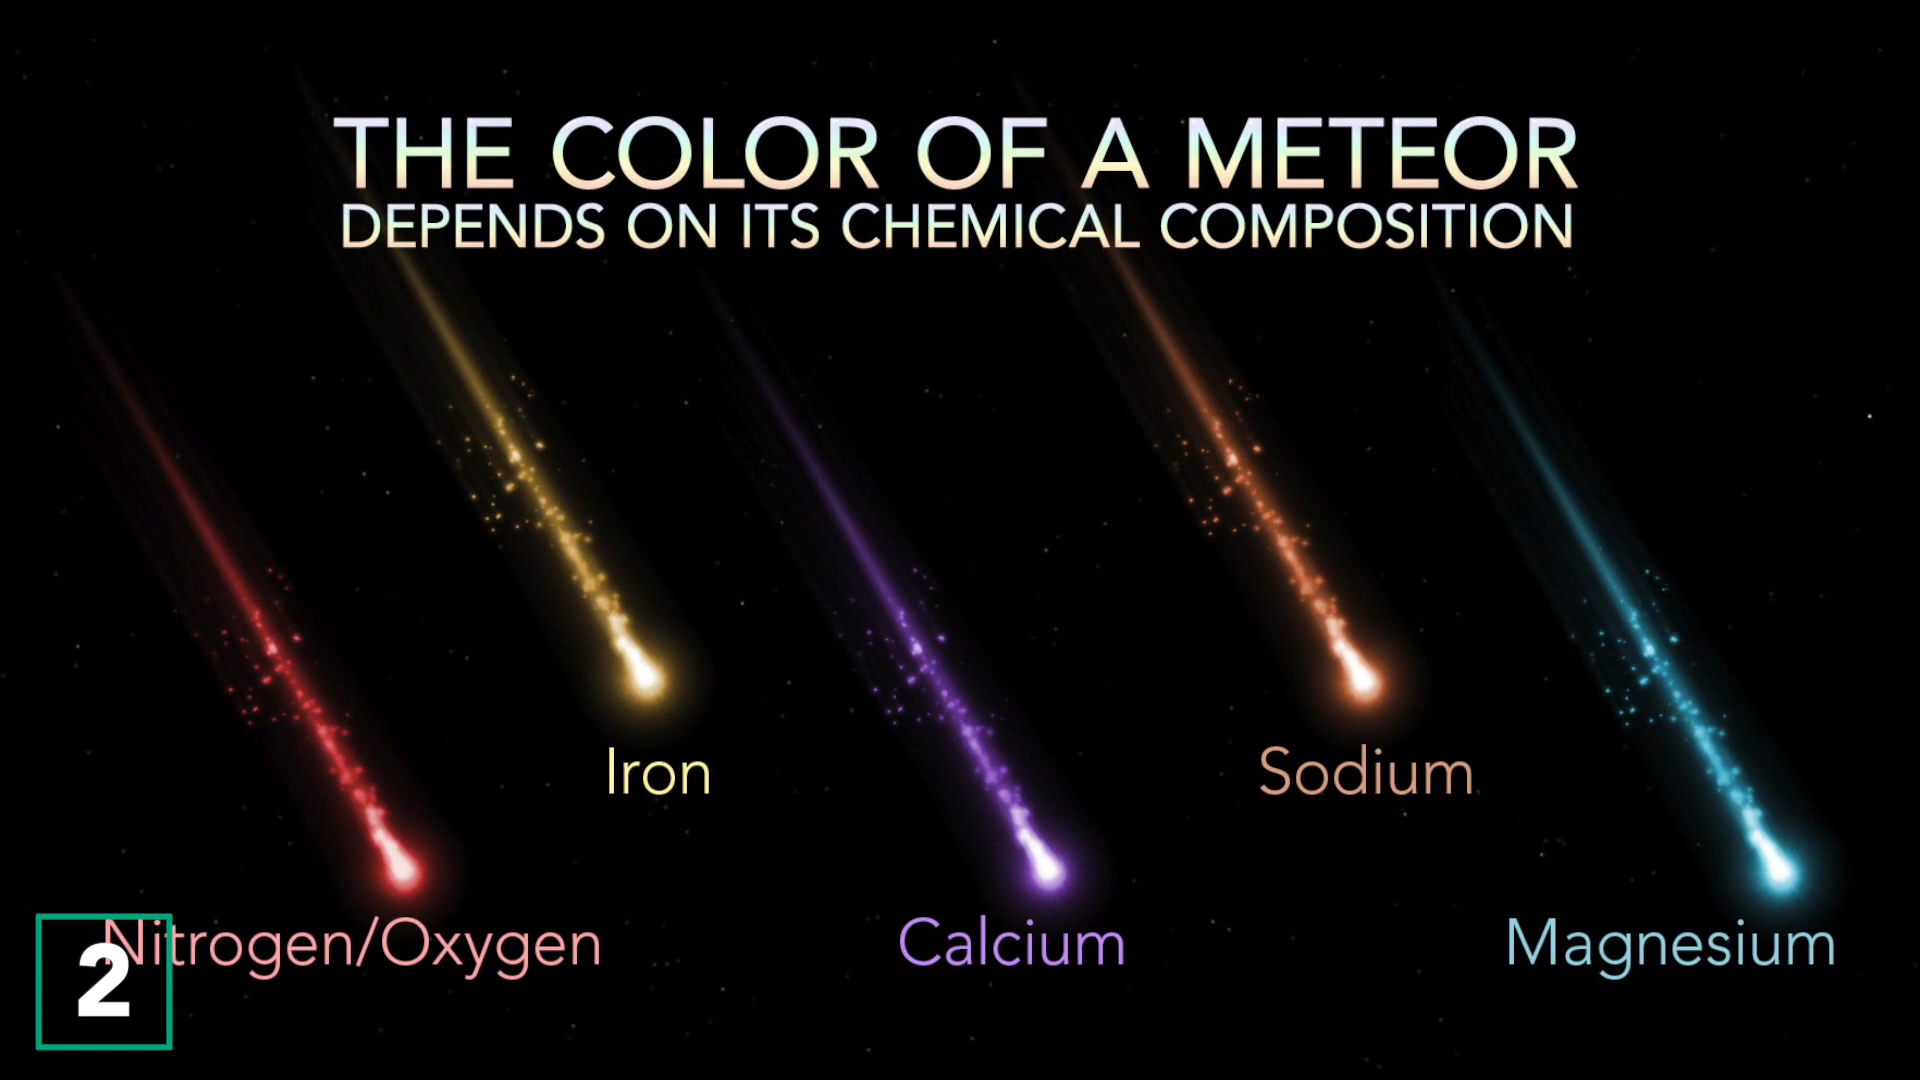 THE COLOR OF A METEOR
DEPENDS ON ITS CHEMICAL COMPOSITION
Iron
Sodium
Nitrogen/Oxygen
Calcium
Magnesium
2